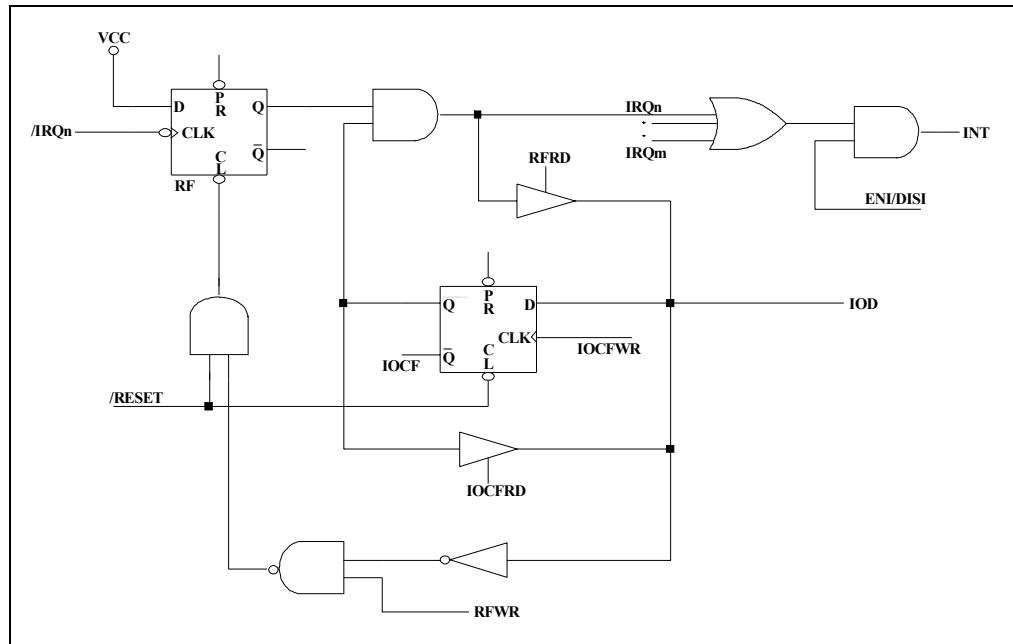 VCC
D
P
R
Q
/IRQn
CLK
C
L
Q
RF
IRQn
IRQm
INT
RFRD
ENI/DISI
Q
P
R
D
IOD
CLK
IOCFWR
IOCF
Q
C
L
/RESET
IOCFRD
RFWR